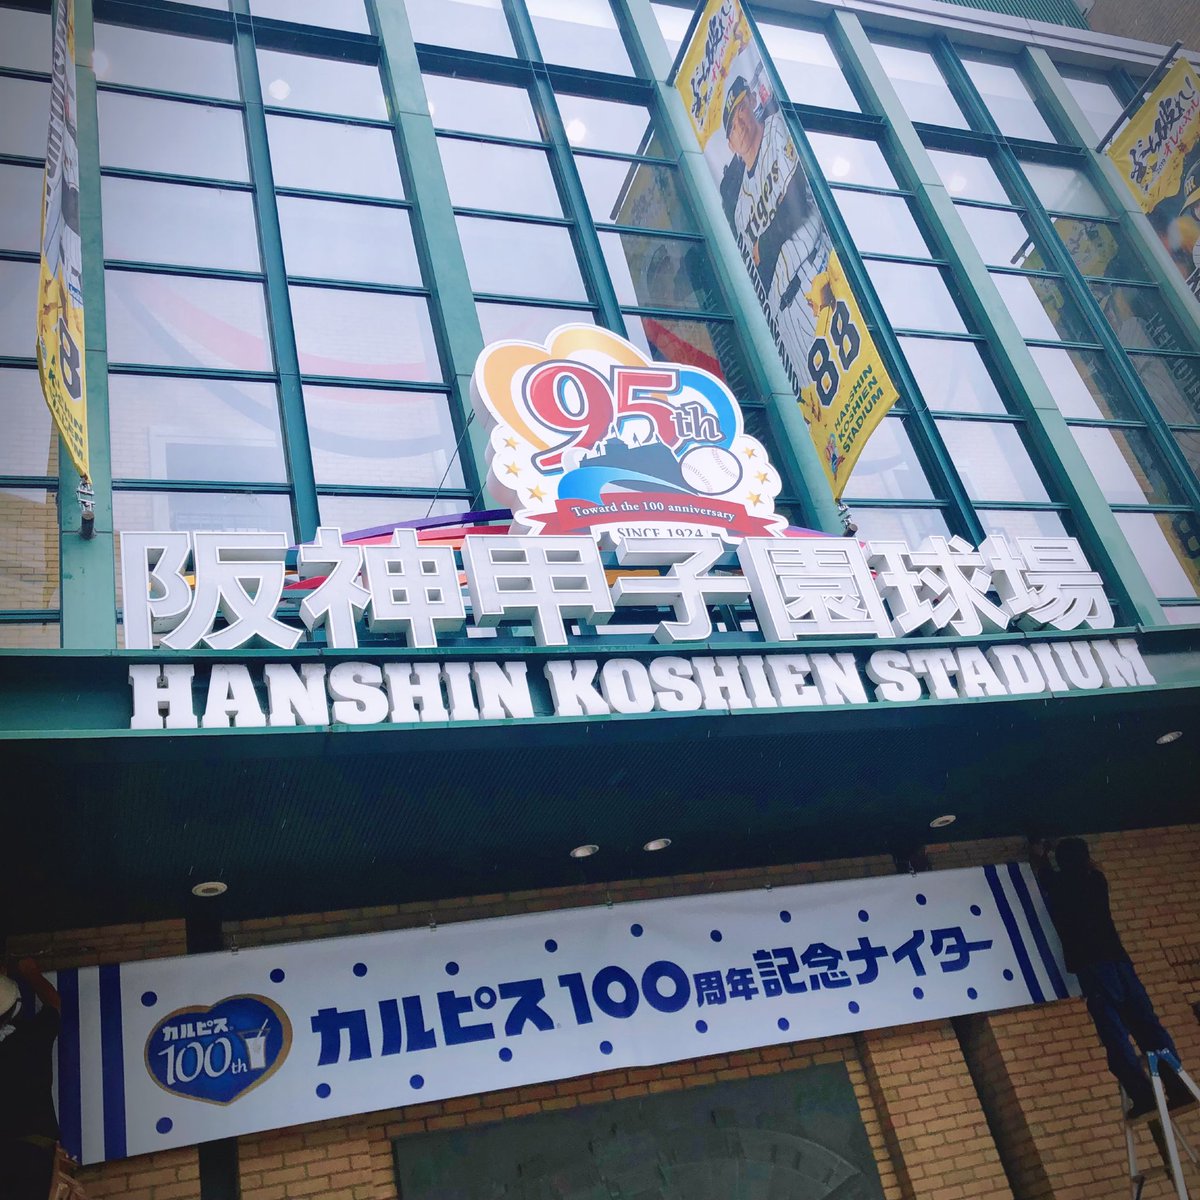 Tigers
88
HANSHIN
KOSHIEN
STADIUM
8
95th
Toward the 100 anniversary
SINCE 1924
阪神甲子園球場
HANSHIN KOSHIEN STADIUM
カルピス
100th
カルピス100周年記念ナイター